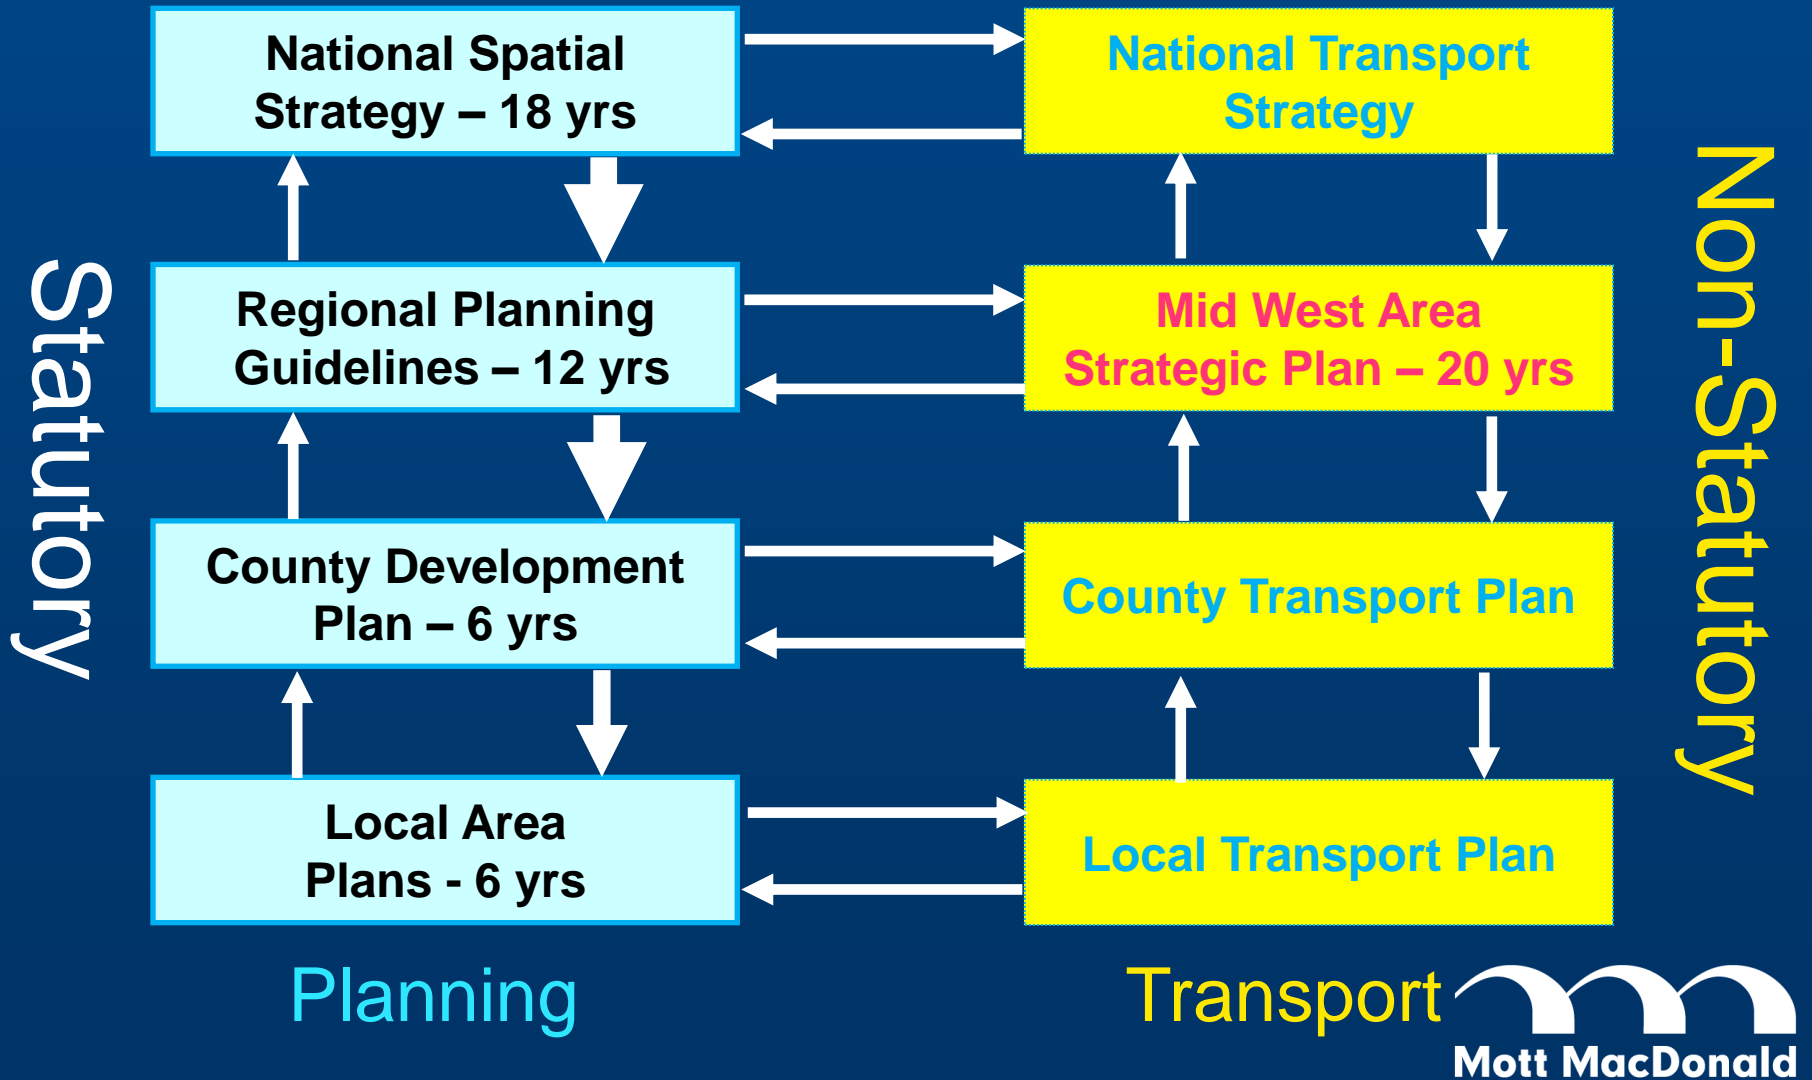 National Spatial
Strategy – 18 yrs
National Transport
Strategy
Regional Planning
Guidelines – 12 yrs
Mid West Area
Strategic Plan – 20 yrs
County Development
Plan – 6 yrs
County Transport Plan
Local Area
Plans - 6 yrs
Local Transport Plan
Statutory
Non-Statutory
Planning
Transport
Mott MacDonald